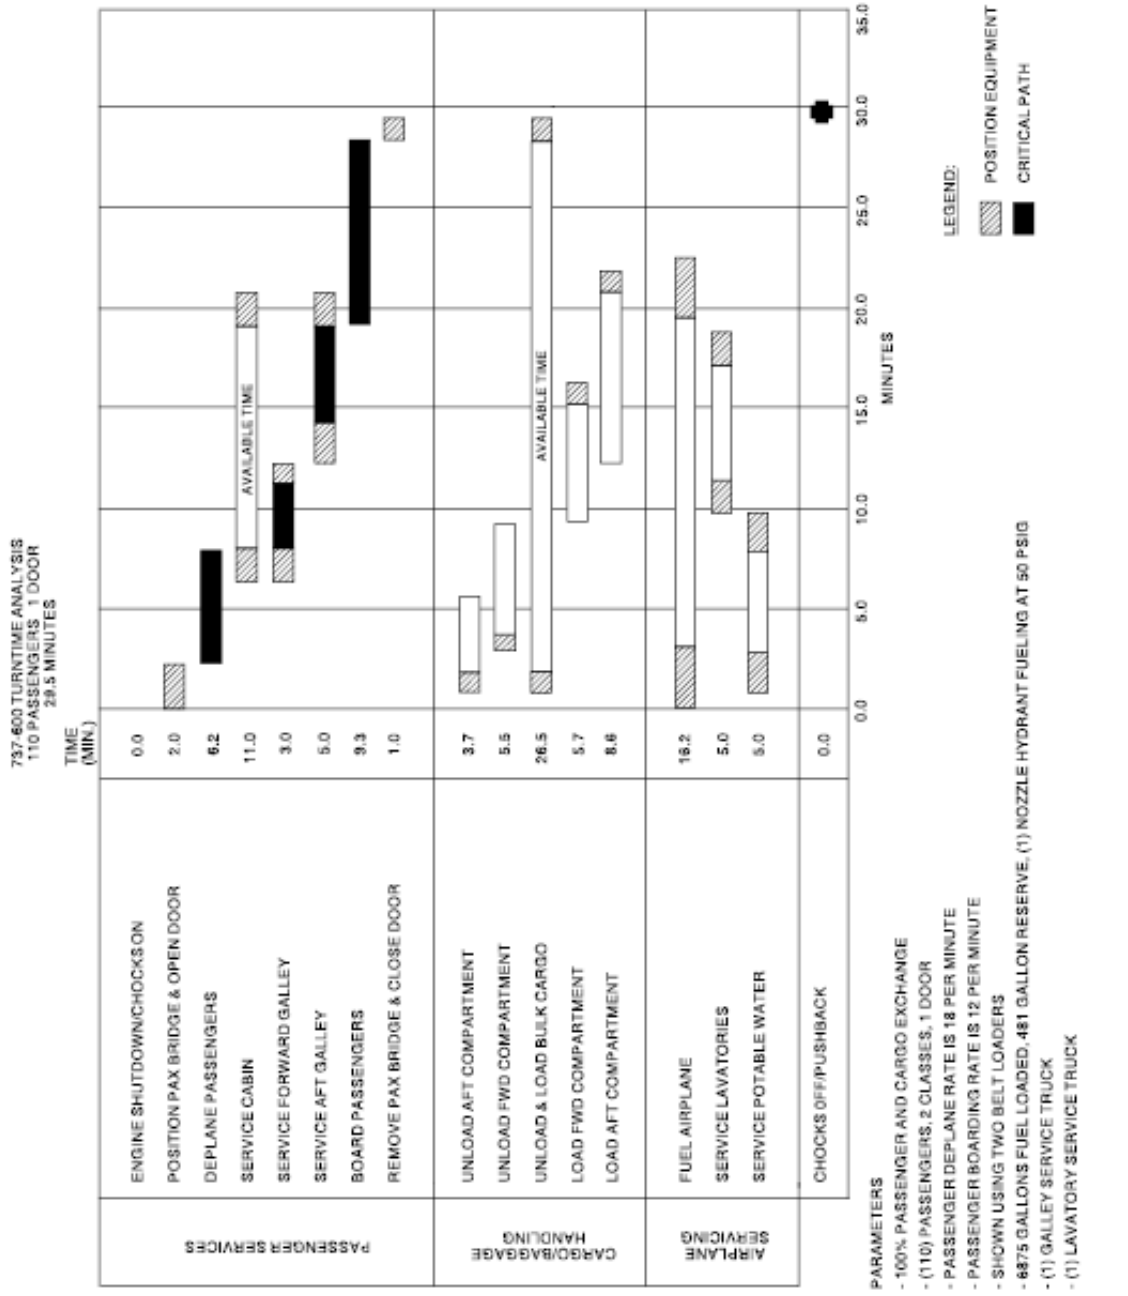 737-600 TURNTIME ANALYSIS
110 PASSENGERS 1 DOOR
29.5 MINUTES
TIME
(MIN.)
PASSENGER SERVICES
ENGINE SHUTDOWN/CHOCKS ON 0.0
POSITION PAX BRIDGE & OPEN DOOR 2.0
DEPLANE PASSENGERS 6.2
SERVICE CABIN 11.0 AVAILABLE TIME
SERVICE FORWARD GALLEY 3.0
SERVICE AFT GALLEY 5.0
BOARD PASSENGERS 9.3
REMOVE PAX BRIDGE & CLOSE DOOR 1.0
CARGO/BAGGAGE
HANDLING
UNLOAD AFT COMPARTMENT 3.7
UNLOAD FWD COMPARTMENT 5.5
UNLOAD & LOAD BULK CARGO 26.5 AVAILABLE TIME
LOAD FWD COMPARTMENT 5.7
LOAD AFT COMPARTMENT 8.6
AIRPLANE
SERVICING
FUEL AIRPLANE 16.2
SERVICE LAVATORIES 5.0
SERVICE POTABLE WATER 5.0
CHOCKS OFF/PUSHBACK 0.0
0.0 5.0 10.0 15.0 20.0 25.0 30.0 35.0
MINUTES
PARAMETERS
- 100% PASSENGER AND CARGO EXCHANGE
- (110) PASSENGERS, 2 CLASSES, 1 DOOR
- PASSENGER DEPLANE RATE IS 18 PER MINUTE
- PASSENGER BOARDING RATE IS 12 PER MINUTE
- SHOWN USING TWO BELT LOADERS
- 6875 GALLONS FUEL LOADED, 481 GALLON RESERVE, (1) NOZZLE HYDRANT FUELING AT 50 PSIG
- (1) GALLEY SERVICE TRUCK
- (1) LAVATORY SERVICE TRUCK
LEGEND:
POSITION EQUIPMENT
CRITICAL PATH